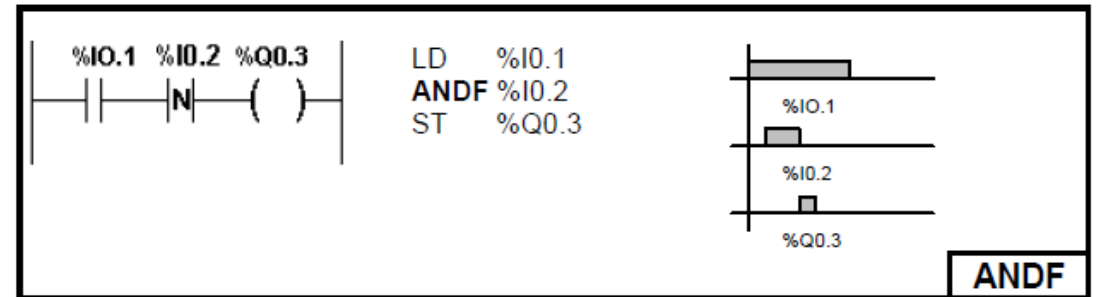 %IO.1 %I0.2 %Q0.3
N
LD %I0.1
ANDF %I0.2
ST %Q0.3
%IO.1
%I0.2
%Q0.3
ANDF